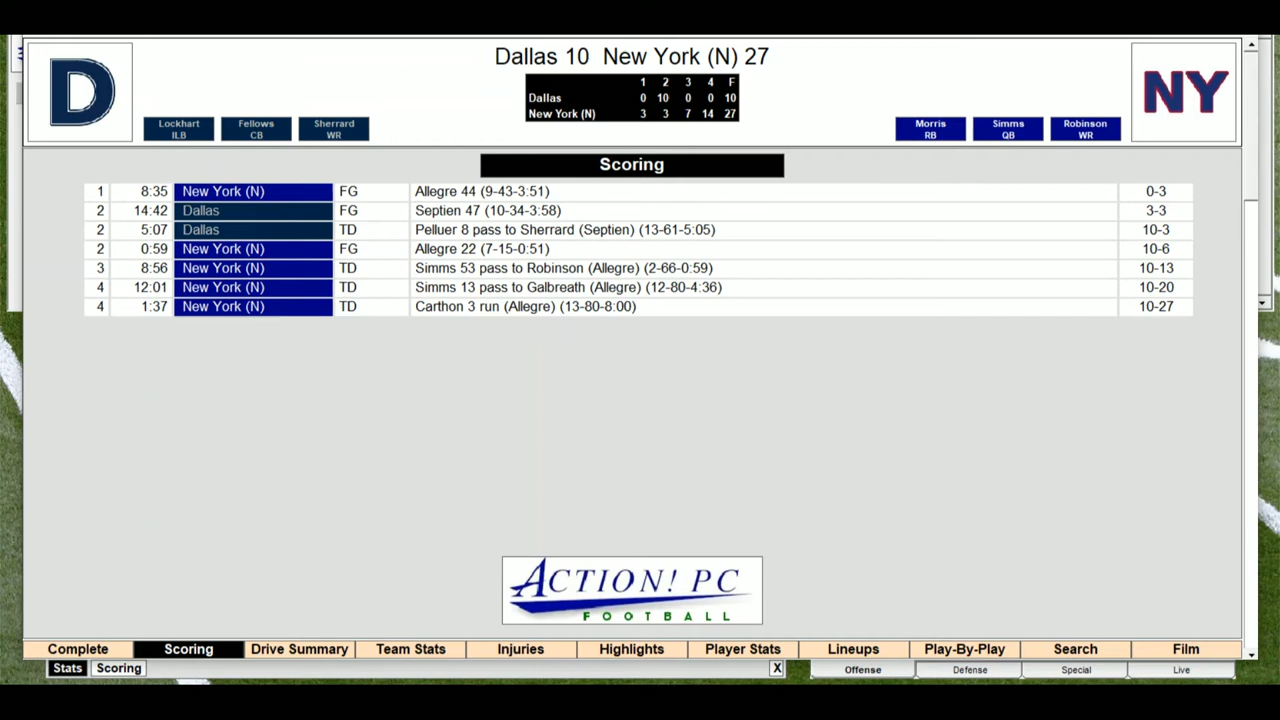 Dallas 10 New York (N) 27
1 2 3 4 F
Dallas 0 10 0 0 10
New York (N) 3 3 7 14 27
D
NY
Lockhart ILB
Fellows CB
Sherrard WR
Morris RB
Simms QB
Robinson WR
Scoring
1 8:35 New York (N) FG Allegre 44 (9-43-3:51) 0-3
2 14:42 Dallas FG Septien 47 (10-34-3:58) 3-3
2 5:07 Dallas TD Pelluer 8 pass to Sherrard (Septien) (13-61-5:05) 10-3
2 0:59 New York (N) FG Allegre 22 (7-15-0:51) 10-6
3 8:56 New York (N) TD Simms 53 pass to Robinson (Allegre) (2-66-0:59) 10-13
4 12:01 New York (N) TD Simms 13 pass to Galbreath (Allegre) (12-80-4:36) 10-20
4 1:37 New York (N) TD Carthon 3 run (Allegre) (13-80-8:00) 10-27
ACTION! PC
FOOTBALL
Complete Scoring Drive Summary Team Stats Injuries Highlights Player Stats Lineups Play-By-Play Search Film
Stats Scoring X Offense Defense Special Live